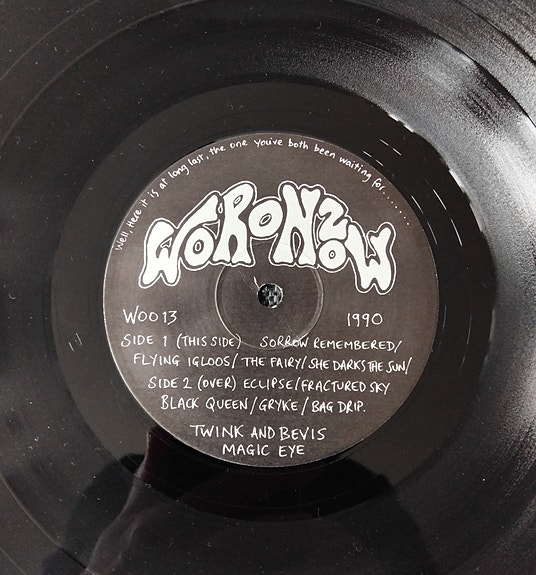 Well, Here it is at long last, the one you've both been waiting for........
WORONZOW
WOO 13 1990
SIDE 1 (THIS SIDE) SORROW REMEMBERED/
FLYING IGLOOS/ THE FAIRY/ SHE DARKS THE SUN/
SIDE 2 (OVER) ECLIPSE/FRACTURED SKY
BLACK QUEEN/GRYKE/BAG DRIP.
TWINK AND BEVIS
MAGIC EYE